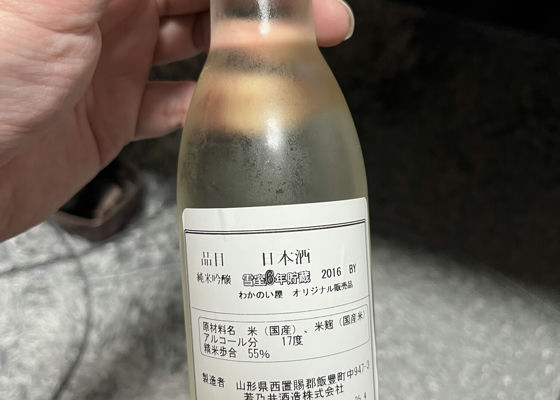 品目 日本酒
純米吟醸 雪室6年貯蔵 2016 BY
わかのい屋 オリジナル販売品
原材料名 米(国産)、米麹(国産米)
アルコール分 17度
精米歩合 55%
製造者 山形県西置賜郡飯豊町中947-3
若乃井酒造株式会社